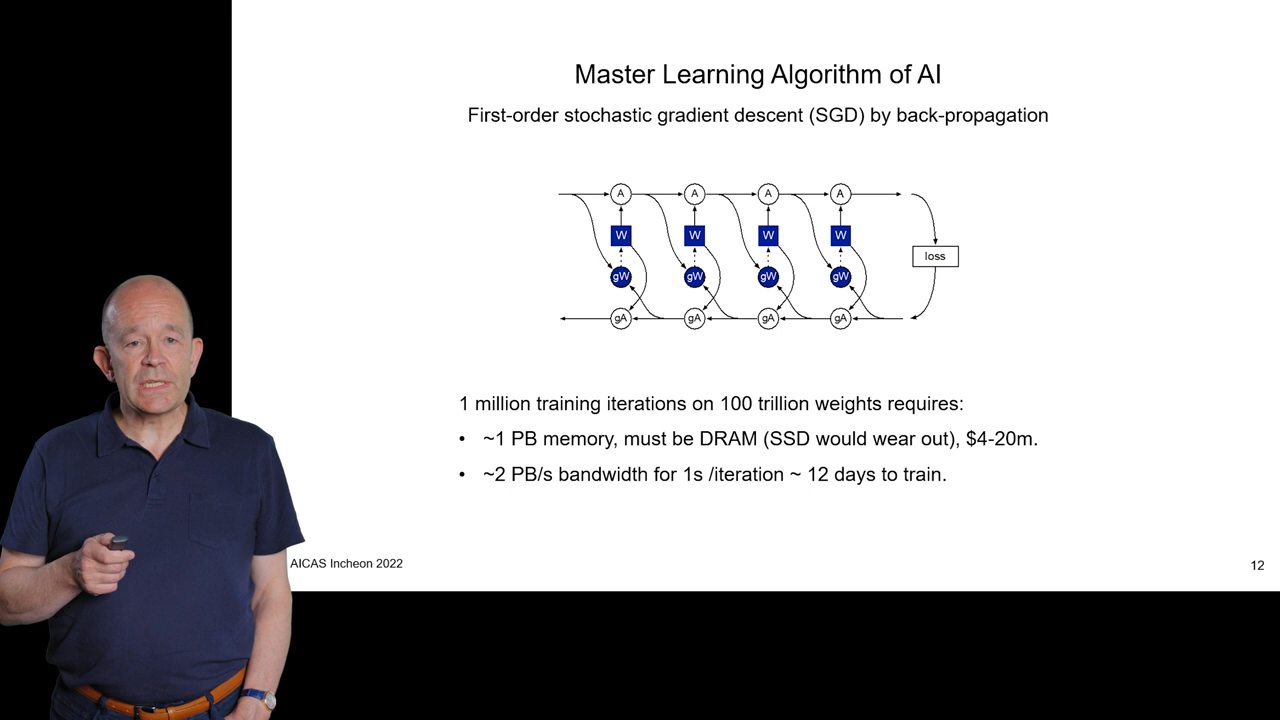 Master Learning Algorithm of AI
First-order stochastic gradient descent (SGD) by back-propagation
A A A A
W W W W
loss
gW gW gW gW
gA gA gA gA
1 million training iterations on 100 trillion weights requires:
• ~1 PB memory, must be DRAM (SSD would wear out), $4-20m.
• ~2 PB/s bandwidth for 1s /iteration ~ 12 days to train.
AICAS Incheon 2022
12